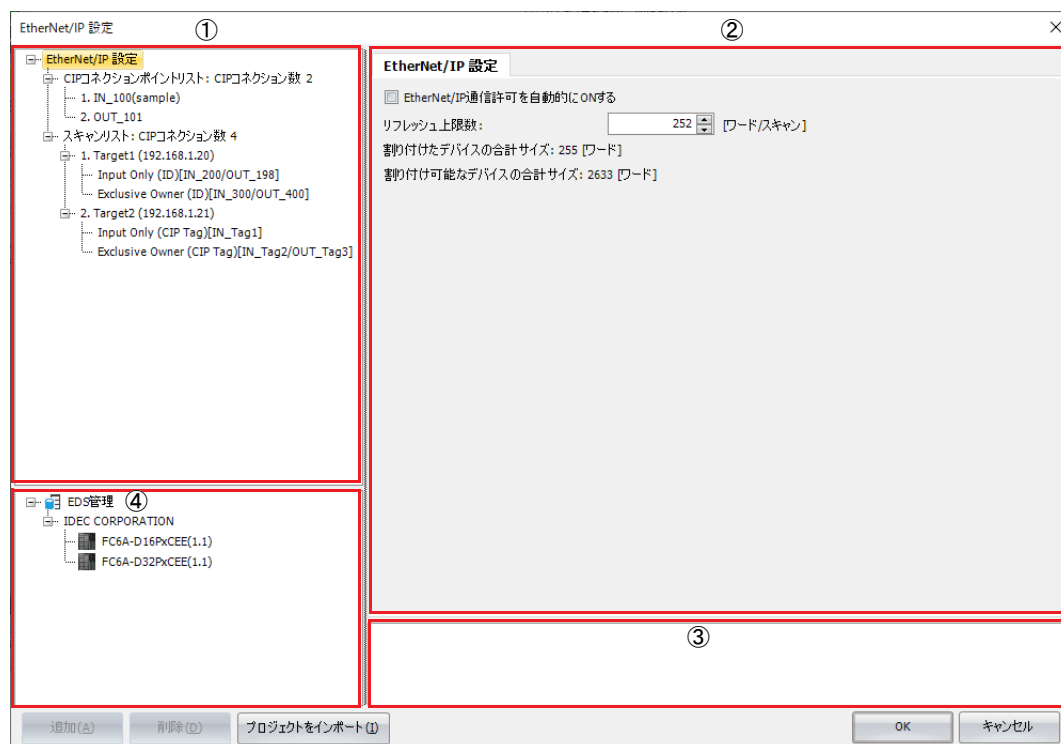 EtherNet/IP 設定
①
②
EtherNet/IP 設定
CIPコネクションポイントリスト: CIPコネクション数 2
1. IN_100(sample)
2. OUT_101
スキャンリスト: CIPコネクション数 4
1. Target1 (192.168.1.20)
Input Only (ID)[IN_200/OUT_198]
Exclusive Owner (ID)[IN_300/OUT_400]
2. Target2 (192.168.1.21)
Input Only (CIP Tag)[IN_Tag1]
Exclusive Owner (CIP Tag)[IN_Tag2/OUT_Tag3]
EtherNet/IP 設定
EtherNet/IP通信許可を自動的にONする
リフレッシュ上限数: 252 [ワード/スキャン]
割り付けたデバイスの合計サイズ: 255 [ワード]
割り付け可能なデバイスの合計サイズ: 2633 [ワード]
EDS管理 ④
IDEC CORPORATION
FC6A-D16PxCEE(1.1)
FC6A-D32PxCEE(1.1)
③
追加(A) 削除(D) プロジェクトをインポート(I) OK キャンセル